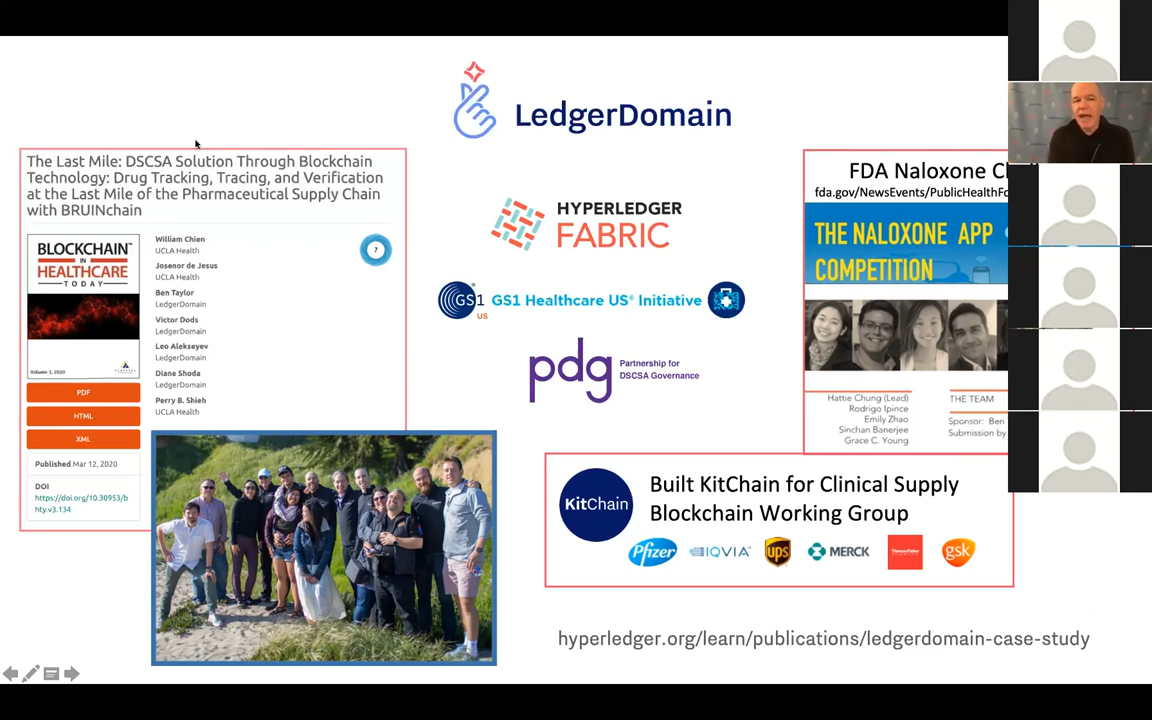 LedgerDomain
The Last Mile: DSCSA Solution Through Blockchain
Technology: Drug Tracking, Tracing, and Verification
at the Last Mile of the Pharmaceutical Supply Chain
with BRUINchain
BLOCKCHAIN™
IN
HEALTHCARE
TODAY
Volume 3, 2020
William Chien
UCLA Health
Josenor de Jesus
UCLA Health
Ben Taylor
LedgerDomain
Victor Dods
LedgerDomain
Leo Alekseyev
LedgerDomain
Diane Shoda
LedgerDomain
Perry B. Shieh
UCLA Health
7
PDF
HTML
XML
Published Mar 12, 2020
DOI
https://doi.org/10.30953/b
hty.v3.134
HYPERLEDGER
FABRIC
GS1
US
GS1 Healthcare US® Initiative
pdg
Partnership for
DSCSA Governance
FDA Naloxone
fda.gov/NewsEvents/
THE NALOXONE APP
COMPETITION
Hattie Chung (Lead)
Rodrigo Ipince
Emily Zhao
Sinchan Banerjee
Grace C. Young
THE TEAM
Sponsor: Ben
Submission by
KitChain
Built KitChain for Clinical Supply
Blockchain Working Group
Pfizer
IQVIA
ups
MERCK
gsk
hyperledger.org/learn/publications/ledgerdomain-case-study